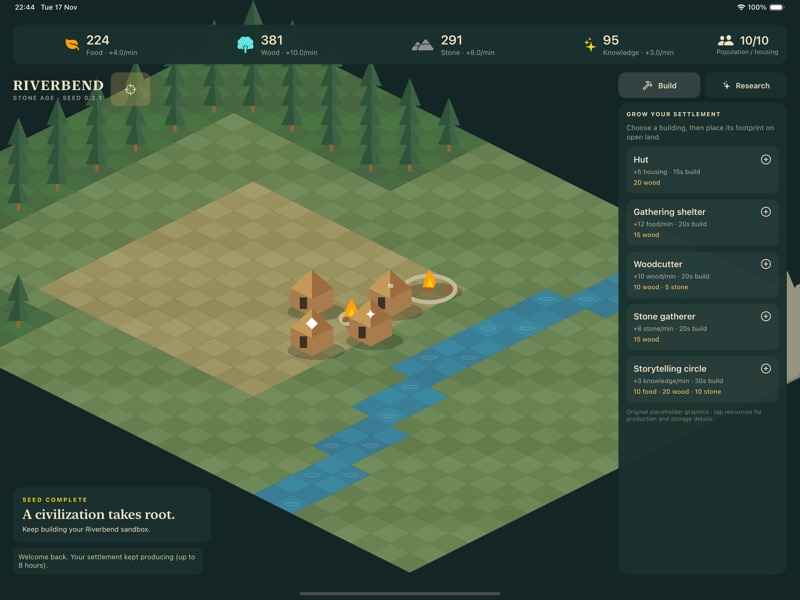 22:44 Tue 17 Nov
100%
224
Food · +4.0/min
381
Wood · +10.0/min
291
Stone · +8.0/min
95
Knowledge · +3.0/min
10/10
Population / housing
RIVERBEND
STONE AGE · SEED 0.2.1
Build
Research
GROW YOUR SETTLEMENT
Choose a building, then place its footprint on
open land.
Hut
+5 housing · 15s build
20 wood
Gathering shelter
+12 food/min · 20s build
15 wood
Woodcutter
+10 wood/min · 20s build
10 wood · 5 stone
Stone gatherer
+8 stone/min · 20s build
15 wood
Storytelling circle
+3 knowledge/min · 30s build
10 food · 20 wood · 10 stone
Original placeholder graphics · tap resources for
production and storage details.
SEED COMPLETE
A civilization takes root.
Keep building your Riverbend sandbox.
Welcome back. Your settlement kept producing (up to
8 hours).